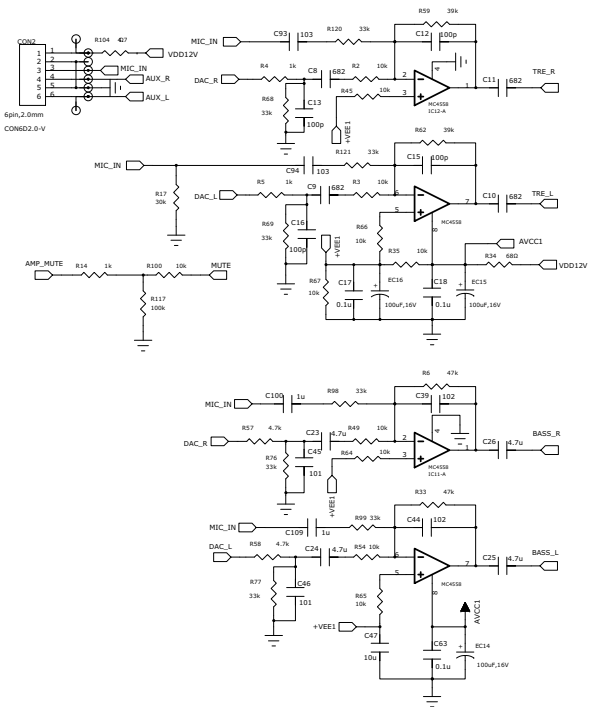 CON2
1 1
2 2
3 3
4 4
5 5
6 6
6pin,2.0mm
CON6D2.0-V
R104 4Ω7
VDD12V
MIC_IN
AUX_R
AUX_L
R59 39k
C12 100p
MIC_IN
C93 103
R120 33k
DAC_R
R4 1k
C8 682
R2 10k
R45 10k
R68 33k
C13 100p
+VEE1
2
3
4
1
MC4558
IC12-A
C11 682
TRE_R
R62 39k
C15 100p
MIC_IN
C94 103
R121 33k
R17 30k
DAC_L
R5 1k
C9 682
R3 10k
R69 33k
C16 100p
+VEE1
R66 10k
6
5
8
7
MC4558
C10 682
TRE_L
AVCC1
R35 10k
R34 68Ω
VDD12V
R67 10k
C17 0.1u
EC16 100uF,16V
C18 0.1u
EC15 100uF,16V
AMP_MUTE
R14 1k
R100 10k
MUTE
R117 100k
R6 47k
C39 102
MIC_IN
C100 1u
R98 33k
DAC_R
R57 4.7k
C23 4.7u
R49 10k
R64 10k
R76 33k
C45 101
+VEE1
2
3
4
1
MC4558
IC11-A
C26 4.7u
BASS_R
R33 47k
C44 102
MIC_IN
C109 1u
R99 33k
DAC_L
R58 4.7k
C24 4.7u
R54 10k
R77 33k
C46 101
R65 10k
6
5
8
7
MC4558
C25 4.7u
BASS_L
AVCC1
+VEE1
C47 10u
C63 0.1u
EC14 100uF,16V